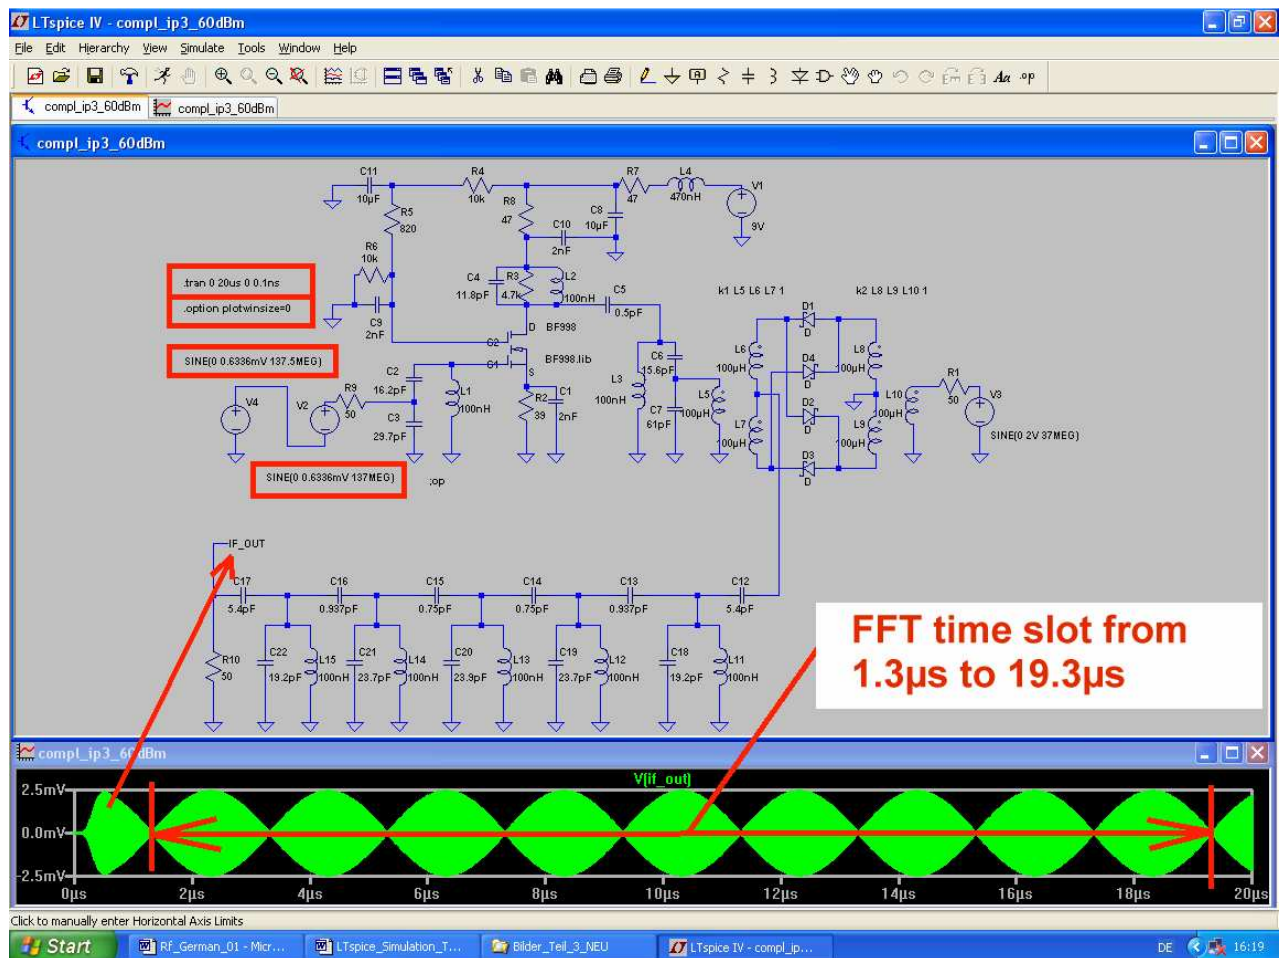 LTspice IV - compl_ip3_60dBm
File Edit Hierarchy View Simulate Tools Window Help
Aa .op
compl_ip3_60dBm compl_ip3_60dBm
compl_ip3_60dBm
C11
10µF
R4
10k
R7
47
L4
470nH
V1
9V
R5
820
R8
47
C8
10µF
C10
2nF
R6
10k
.tran 0 20us 0 0.1ns
.option plotwinsize=0
C9
2nF
C4
11.8pF
R3
4.7k
L2
100nH
C5
0.5pF
k1 L5 L6 L7 1
k2 L8 L9 L10 1
D1
D
D BF998
G2
G1
S
BF998.lib
SINE(0 0.6336mV 137.5MEG)
V4
V2
R9
50
C2
16.2pF
C3
29.7pF
L1
100nH
R2
39
C1
2nF
L3
100nH
C6
15.6pF
C7
61pF
L5
100µH
L6
100µH
L7
100µH
D4
D
D2
D
D3
D
L8
100µH
L9
100µH
L10
00µH
R1
50
V3
SINE(0 2V 37MEG)
SINE(0 0.6336mV 137MEG)
;op
IF_OUT
C17
5.4pF
C16
0.937pF
C15
0.75pF
C14
0.75pF
C13
0.937pF
C12
5.4pF
R10
50
C22
19.2pF
L15
100nH
C21
23.7pF
L14
100nH
C20
23.9pF
L13
100nH
C19
23.7pF
L12
100nH
C18
19.2pF
L11
100nH
FFT time slot from
1.3µs to 19.3µs
compl_ip3_60dBm
V(if_out)
2.5mV
0.0mV
-2.5mV
0µs 2µs 4µs 6µs 8µs 10µs 12µs 14µs 16µs 18µs 20µs
Click to manually enter Horizontal Axis Limits
Start Rf_German_01 - Micr... LTspice_Simulation_T... Bilder_Teil_3_NEU LTspice IV - compl_ip... DE 16:19